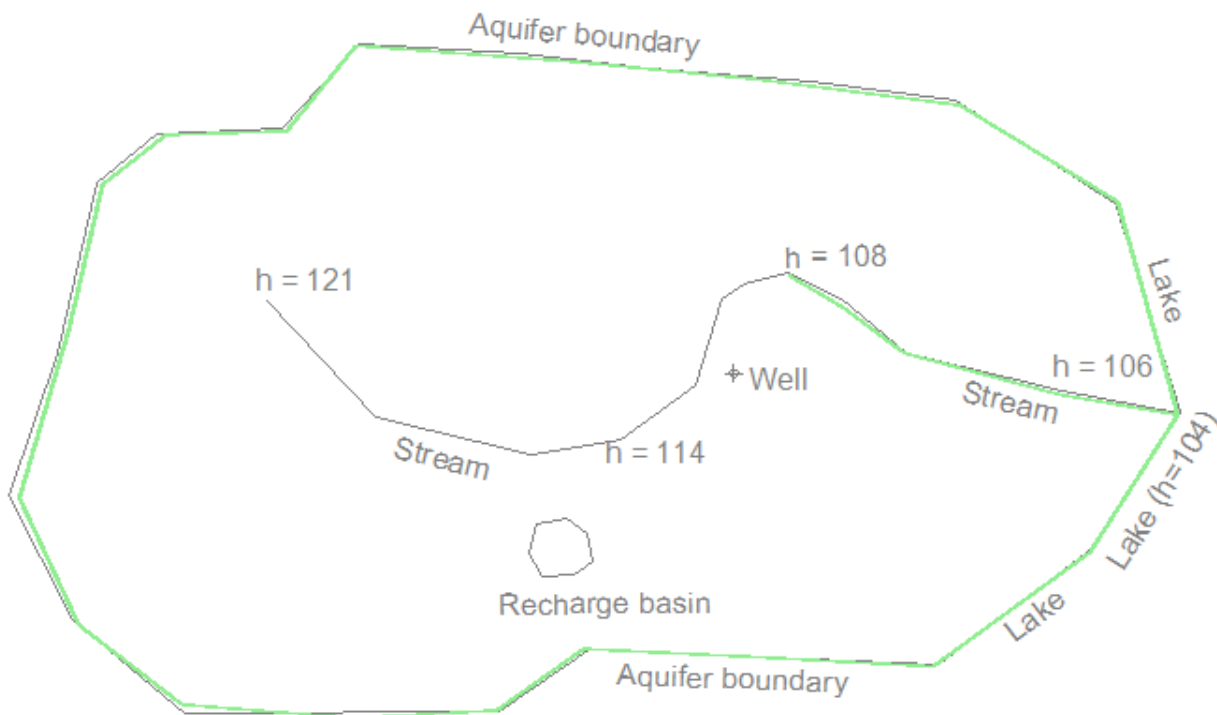 Aquifer boundary
h = 121
h = 108
Lake
h = 106
Well
Stream
Stream
h = 114
Lake (h=104)
Recharge basin
Lake
Aquifer boundary